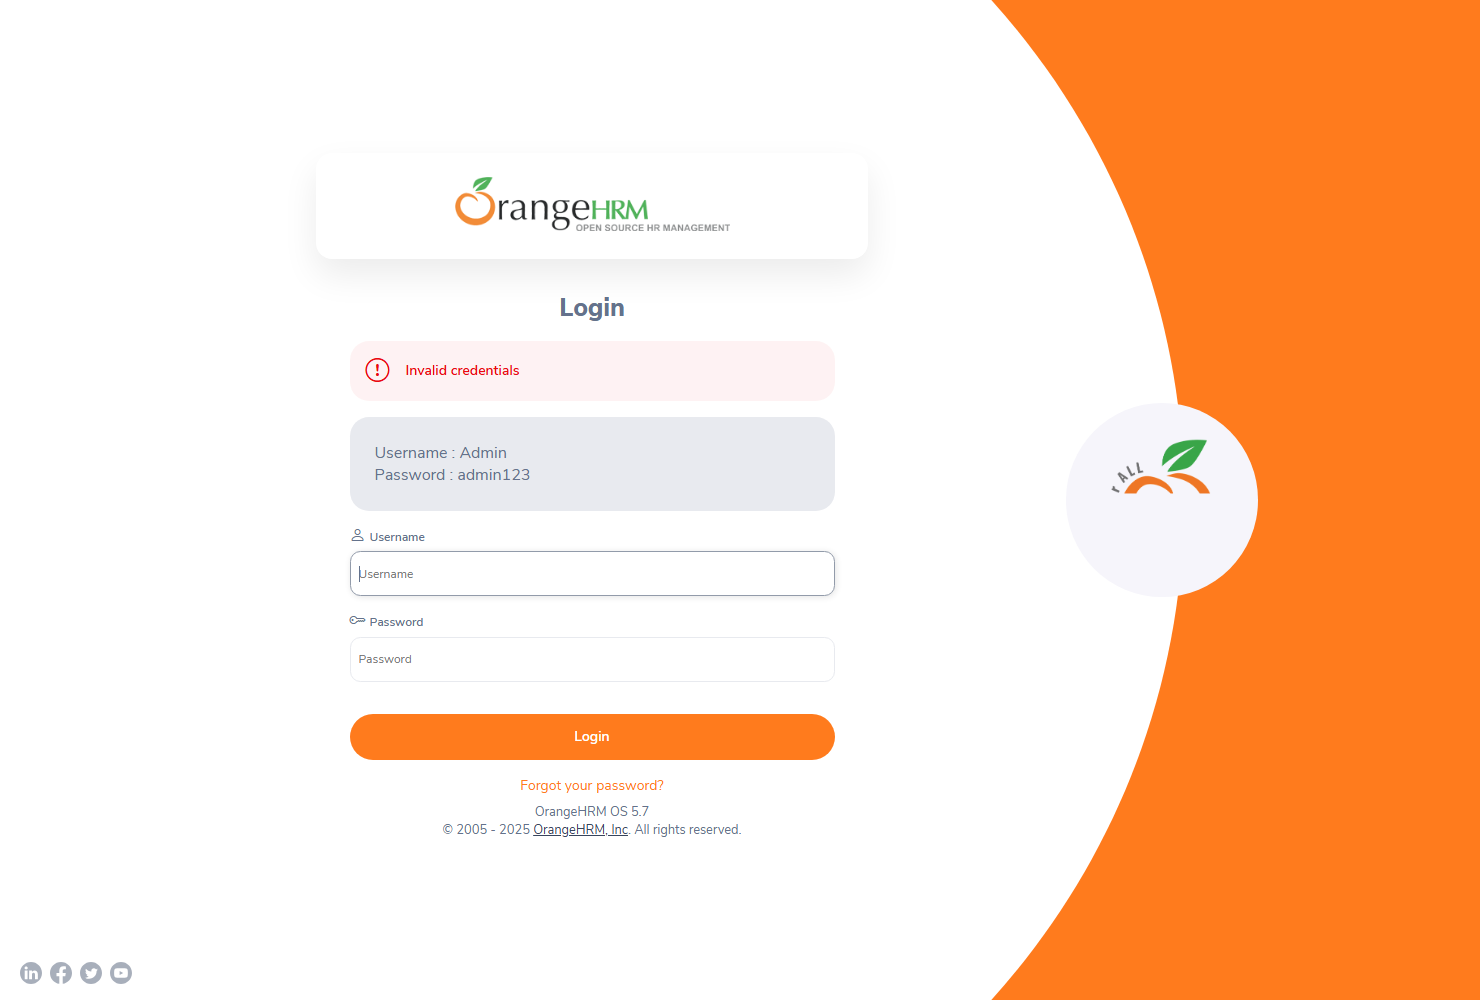 OrangeHRM
OPEN SOURCE HR MANAGEMENT
Login
Invalid credentials
Username : Admin
Password : admin123
Username
Username
Password
Password
Login
Forgot your password?
OrangeHRM OS 5.7
© 2005 - 2025 OrangeHRM, Inc. All rights reserved.
r ALL